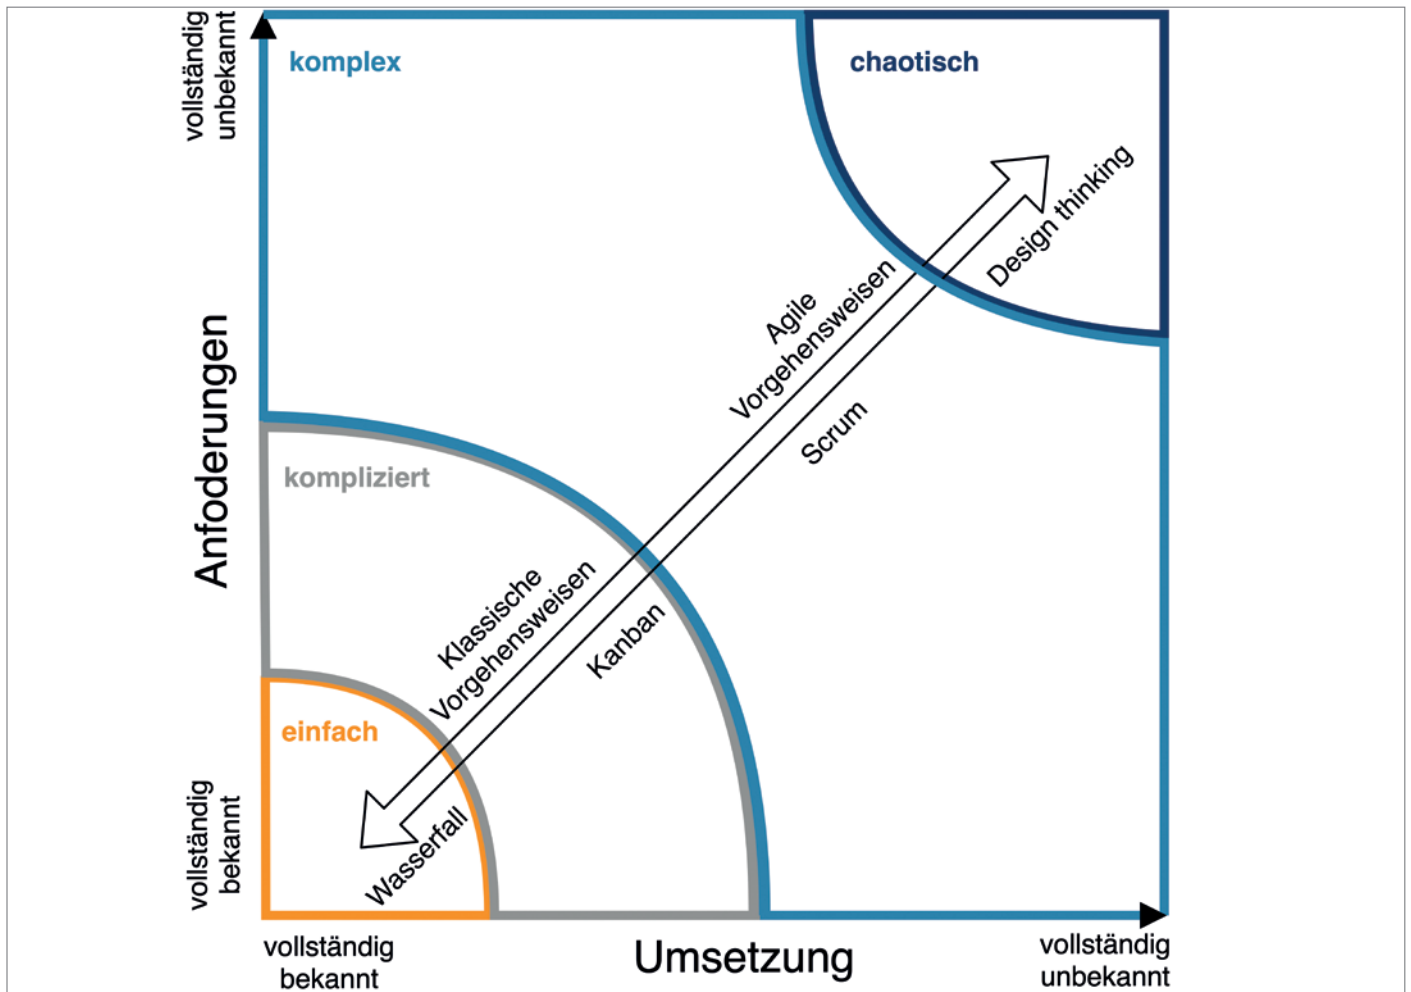 vollständig
unbekannt
komplex
chaotisch
Design thinking
Agile
Vorgehensweisen
Scrum
Anfoderungen
kompliziert
Klassische
Vorgehensweisen
Kanban
einfach
Wasserfall
vollständig
bekannt
vollständig
bekannt
Umsetzung
vollständig
unbekannt